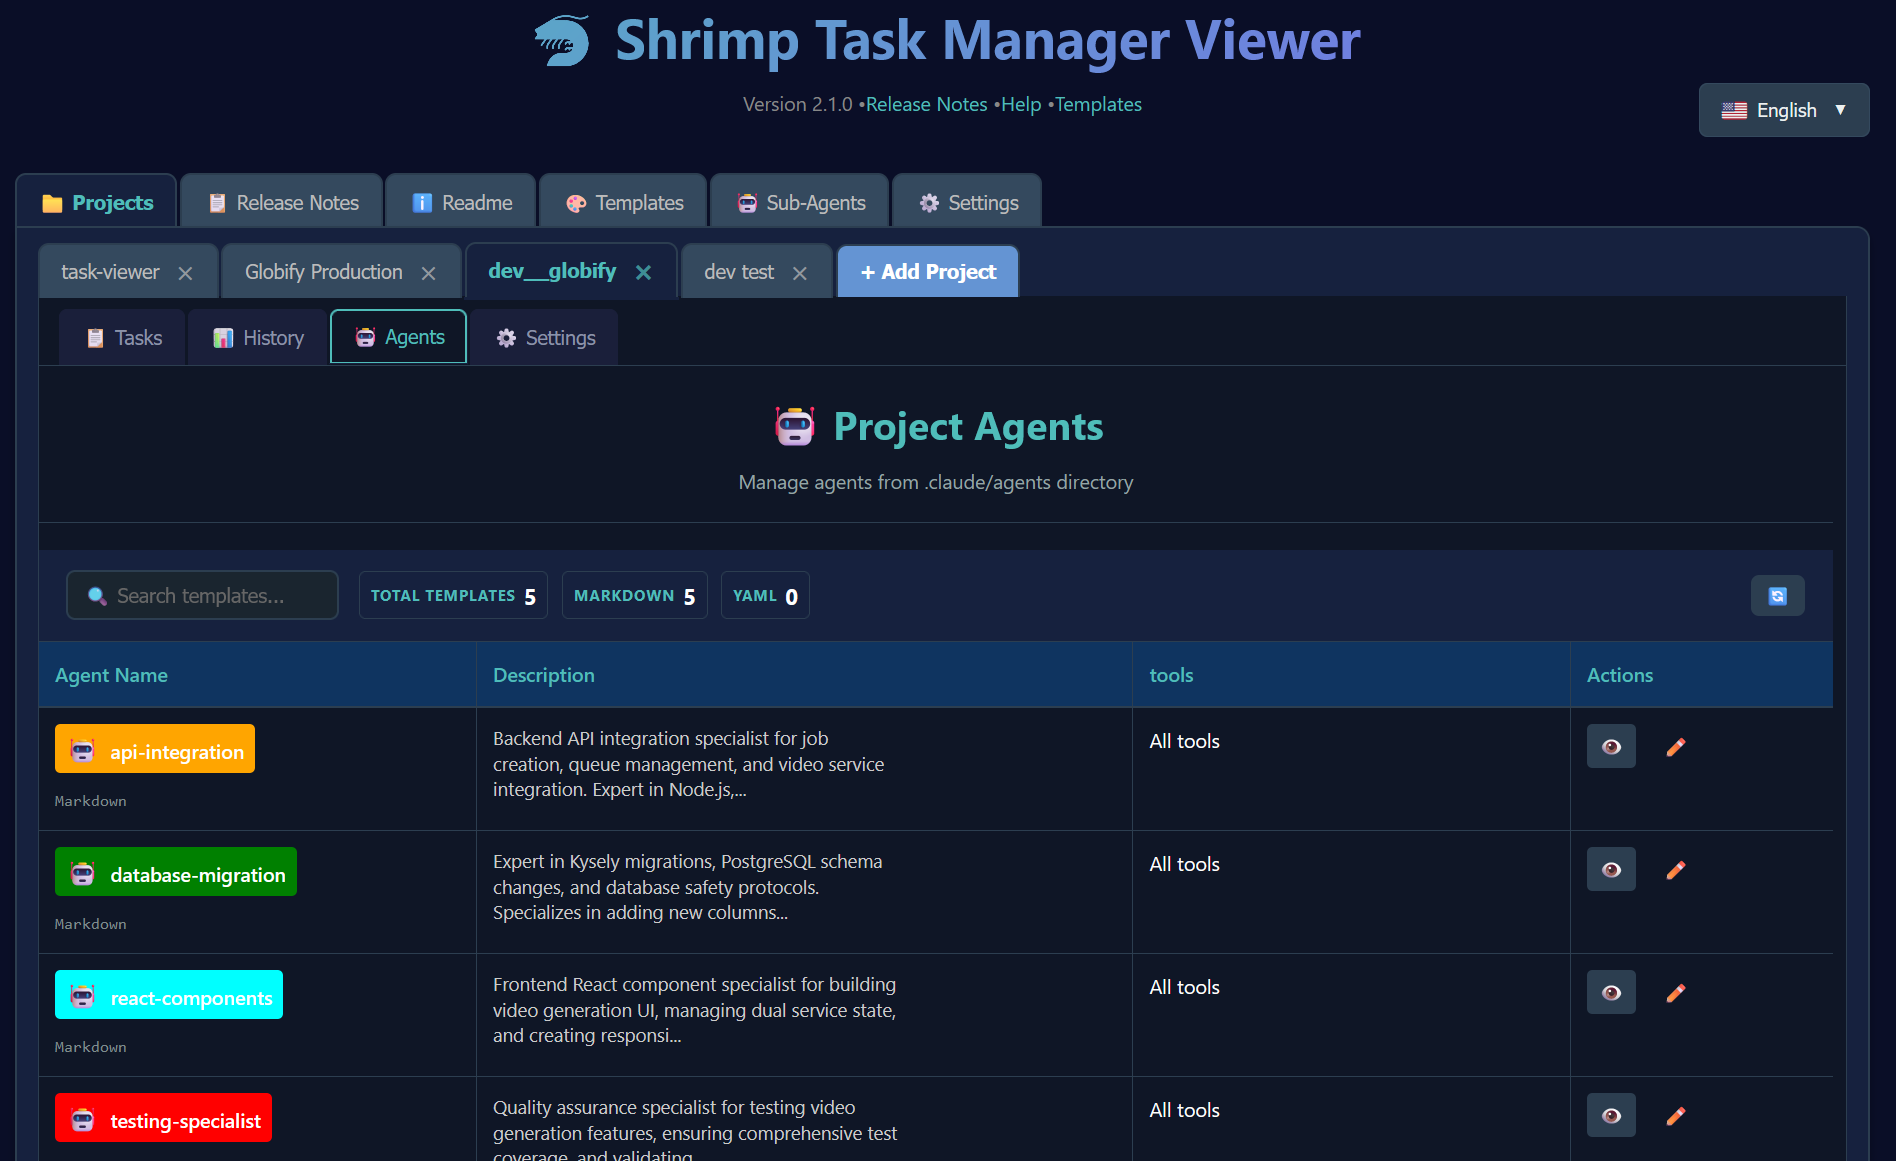 Shrimp Task Manager Viewer
Version 2.1.0 •Release Notes •Help •Templates
English ▼
Projects
Release Notes
Readme
Templates
Sub-Agents
Settings
task-viewer ×
Globify Production ×
dev__globify ×
dev test ×
+ Add Project
Tasks
History
Agents
Settings
Project Agents
Manage agents from .claude/agents directory
Search templates...
TOTAL TEMPLATES 5
MARKDOWN 5
YAML 0
Agent Name
Description
tools
Actions
api-integration
Markdown
Backend API integration specialist for job
creation, queue management, and video service
integration. Expert in Node.js,...
All tools
database-migration
Markdown
Expert in Kysely migrations, PostgreSQL schema
changes, and database safety protocols.
Specializes in adding new columns...
All tools
react-components
Markdown
Frontend React component specialist for building
video generation UI, managing dual service state,
and creating responsi...
All tools
testing-specialist
Quality assurance specialist for testing video
generation features, ensuring comprehensive test
coverage, and validating
All tools